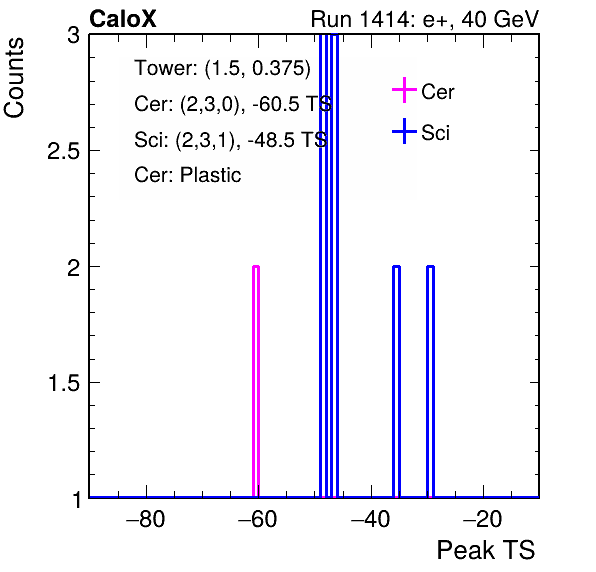 CaloX Run 1414: e+, 40 GeV
Counts
3
2.5
2
1.5
1
Tower: (1.5, 0.375)
Cer: (2,3,0), -60.5 TS
Sci: (2,3,1), -48.5 TS
Cer: Plastic
Cer
Sci
−80 −60 −40 −20
Peak TS